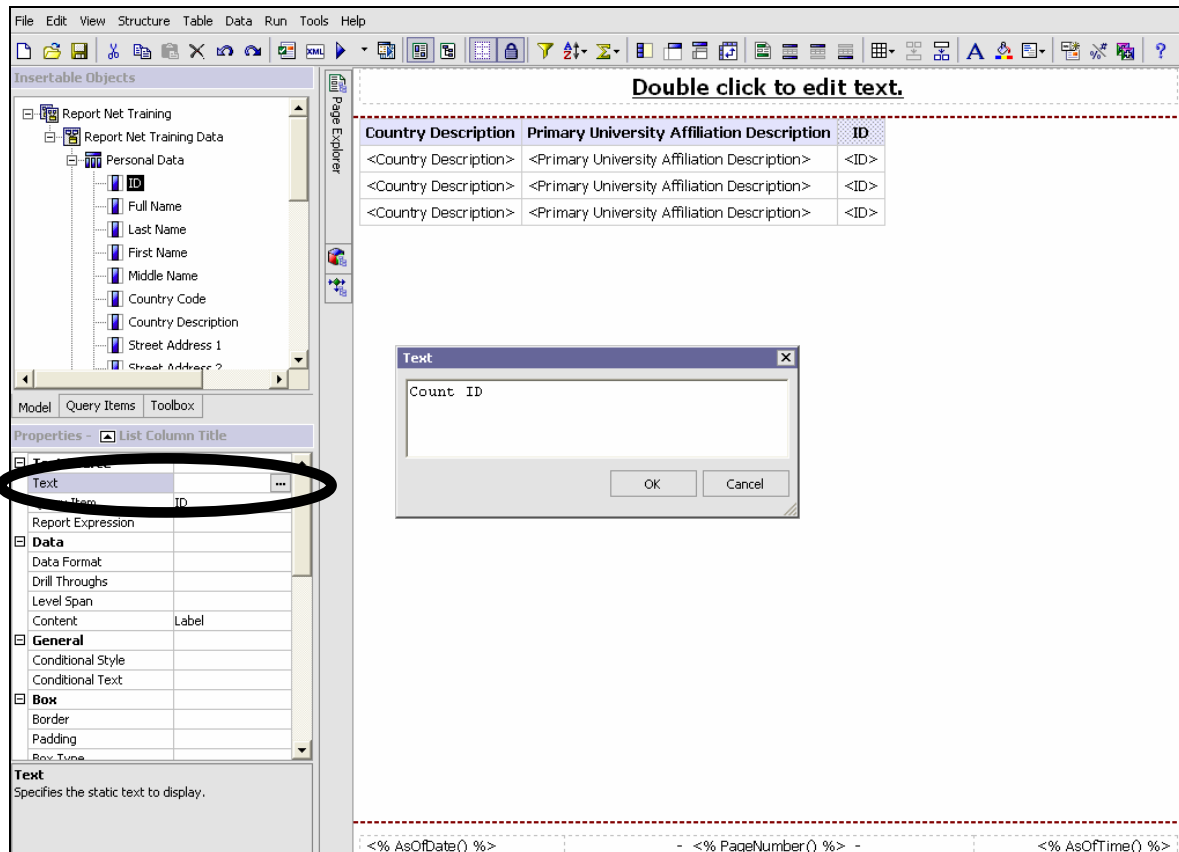 File Edit View Structure Table Data Run Tools Help
Insertable Objects
Report Net Training
Report Net Training Data
Personal Data
ID
Full Name
Last Name
First Name
Middle Name
Country Code
Country Description
Street Address 1
Street Address 2
Model Query Items Toolbox
Properties - List Column Title
Text
ID
Report Expression
Data
Data Format
Drill Throughs
Level Span
Content Label
General
Conditional Style
Conditional Text
Box
Border
Padding
Box Type
Text
Specifies the static text to display.
Page Explorer
Double click to edit text.
Country Description Primary University Affiliation Description ID
<Country Description> <Primary University Affiliation Description> <ID>
<Country Description> <Primary University Affiliation Description> <ID>
<Country Description> <Primary University Affiliation Description> <ID>
Text
Count ID
OK Cancel
<% AsOfDate() %> - <% PageNumber() %> - <% AsOfTime() %>